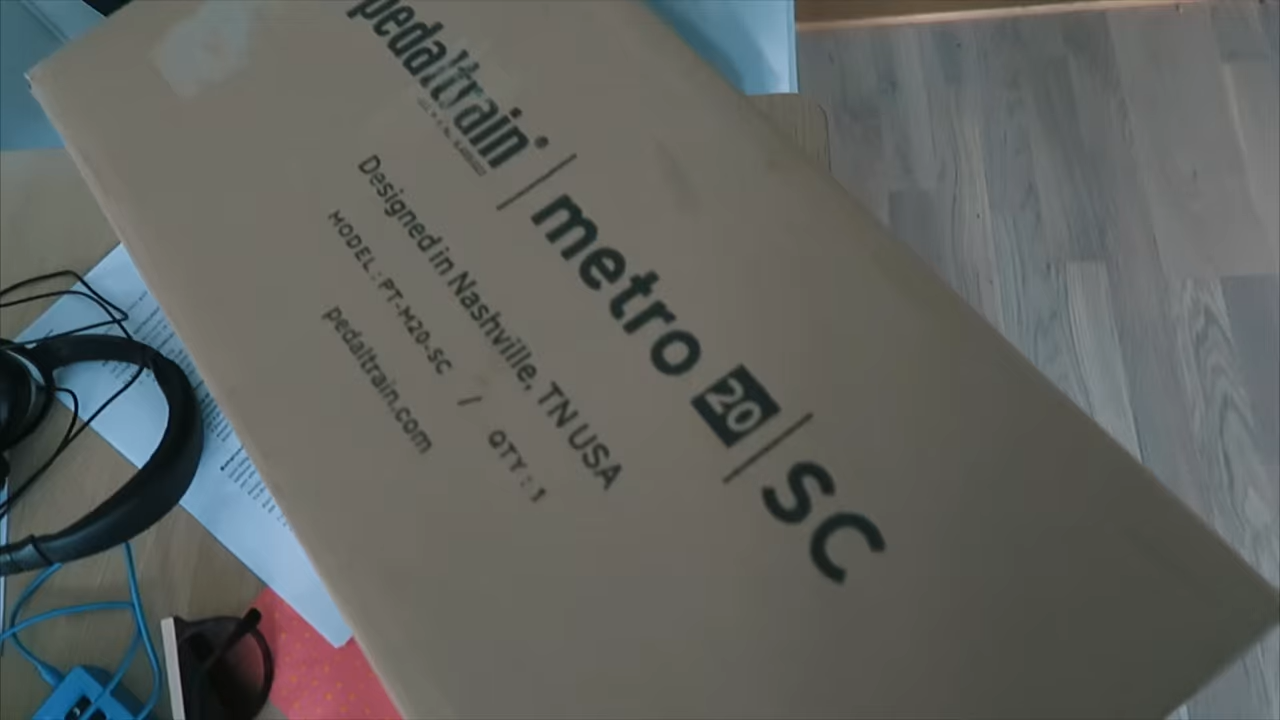 pedaltrain® | metro 20 | SC
Designed in Nashville, TN USA
MODEL : PT-M20-SC / QTY : 1
pedaltrain.com